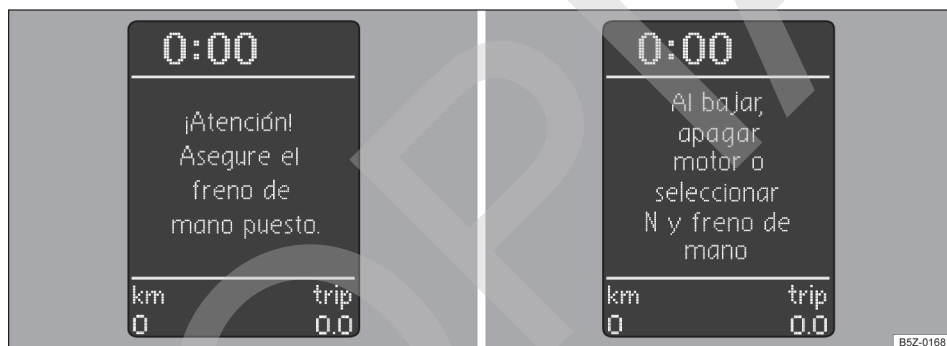 0:00
¡Atención!
Asegure el
freno de
mano puesto.
km trip
0 0.0
0:00
Al bajar,
apagar
motor o
seleccionar
N y freno de
mano
km trip
0 0.0
B5Z-0168